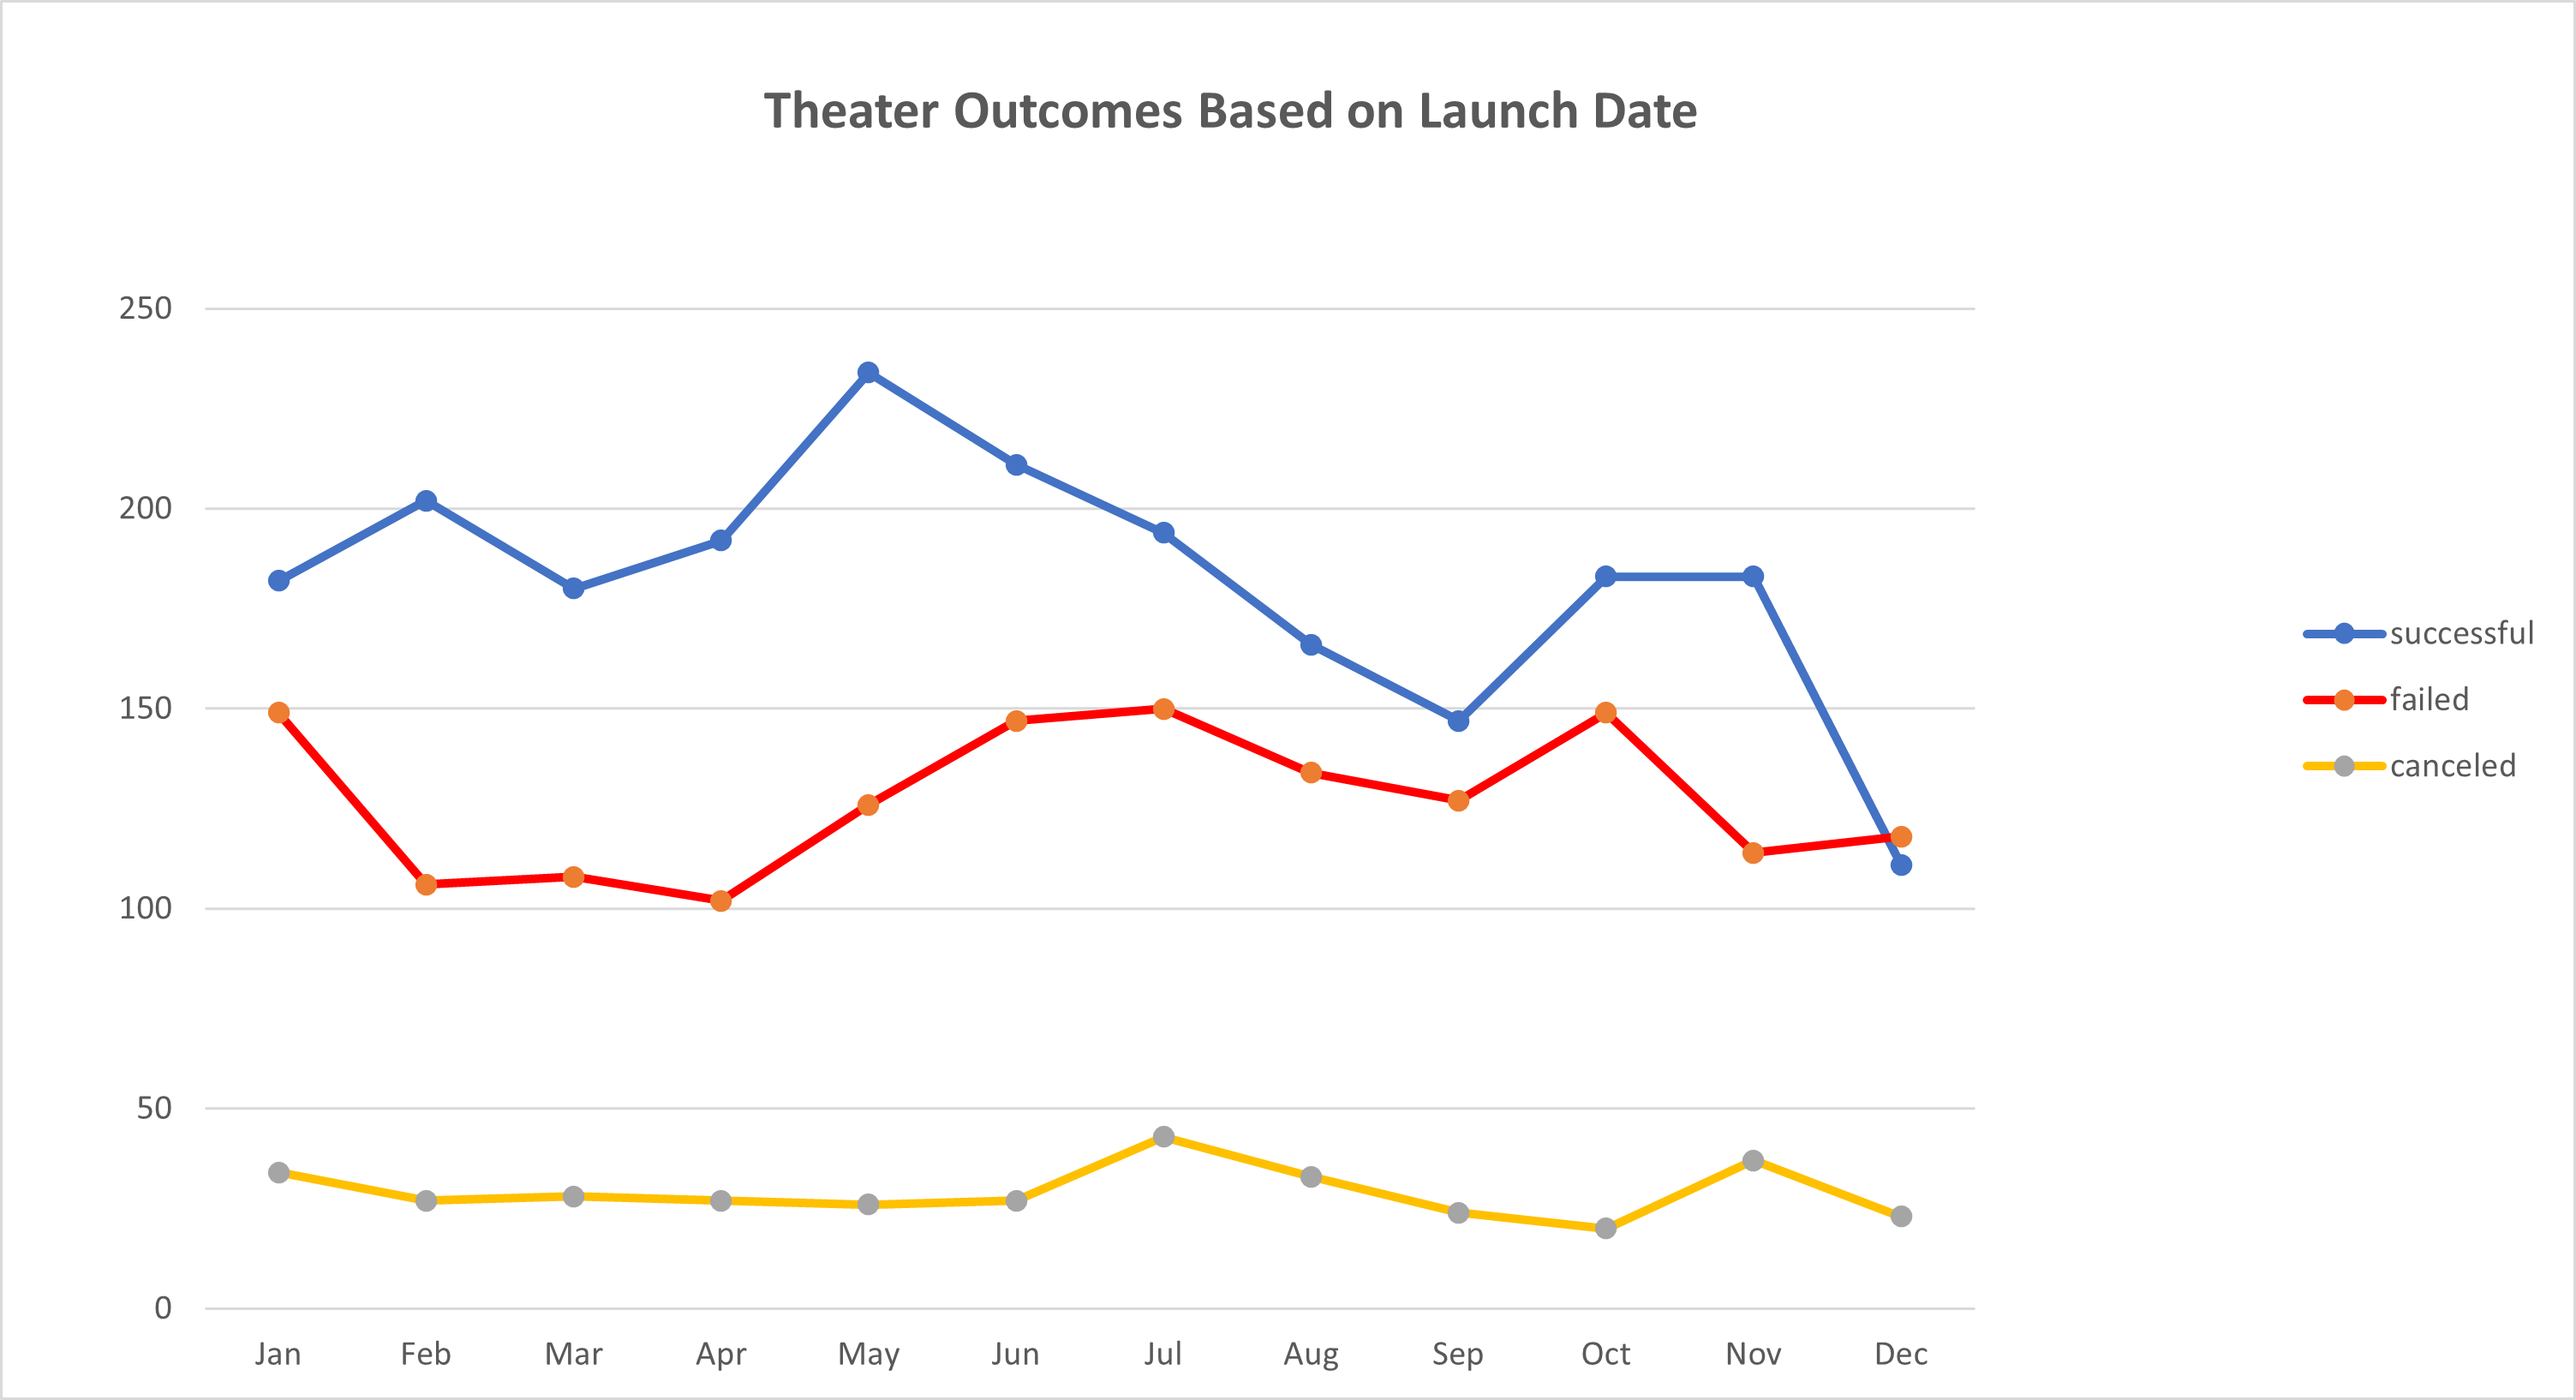 Theater Outcomes Based on Launch Date
250
200
150
100
50
0
Jan Feb Mar Apr May Jun Jul Aug Sep Oct Nov Dec
successful
failed
canceled